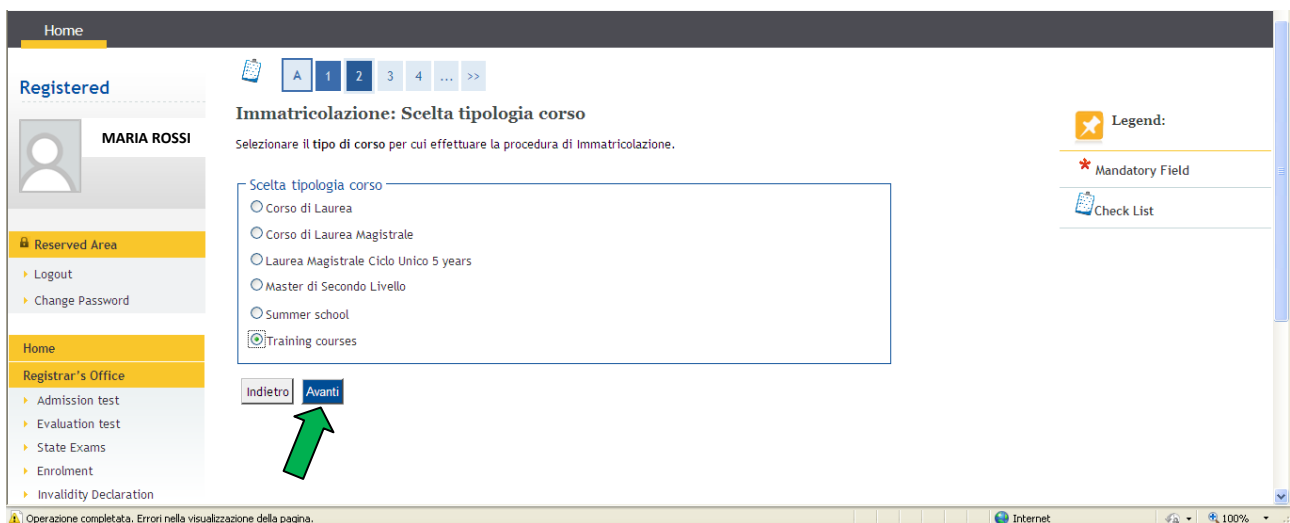 Home
Registered
MARIA ROSSI
Reserved Area
Logout
Change Password
Home
Registrar's Office
Admission test
Evaluation test
State Exams
Enrolment
Invalidity Declaration
A 1 2 3 4 ... >>
Immatricolazione: Scelta tipologia corso
Selezionare il tipo di corso per cui effettuare la procedura di Immatricolazione.
Scelta tipologia corso
Corso di Laurea
Corso di Laurea Magistrale
Laurea Magistrale Ciclo Unico 5 years
Master di Secondo Livello
Summer school
Training courses
Indietro Avanti
Legend:
* Mandatory Field
Check List
Operazione completata. Errori nella visualizzazione della pagina. Internet 100%